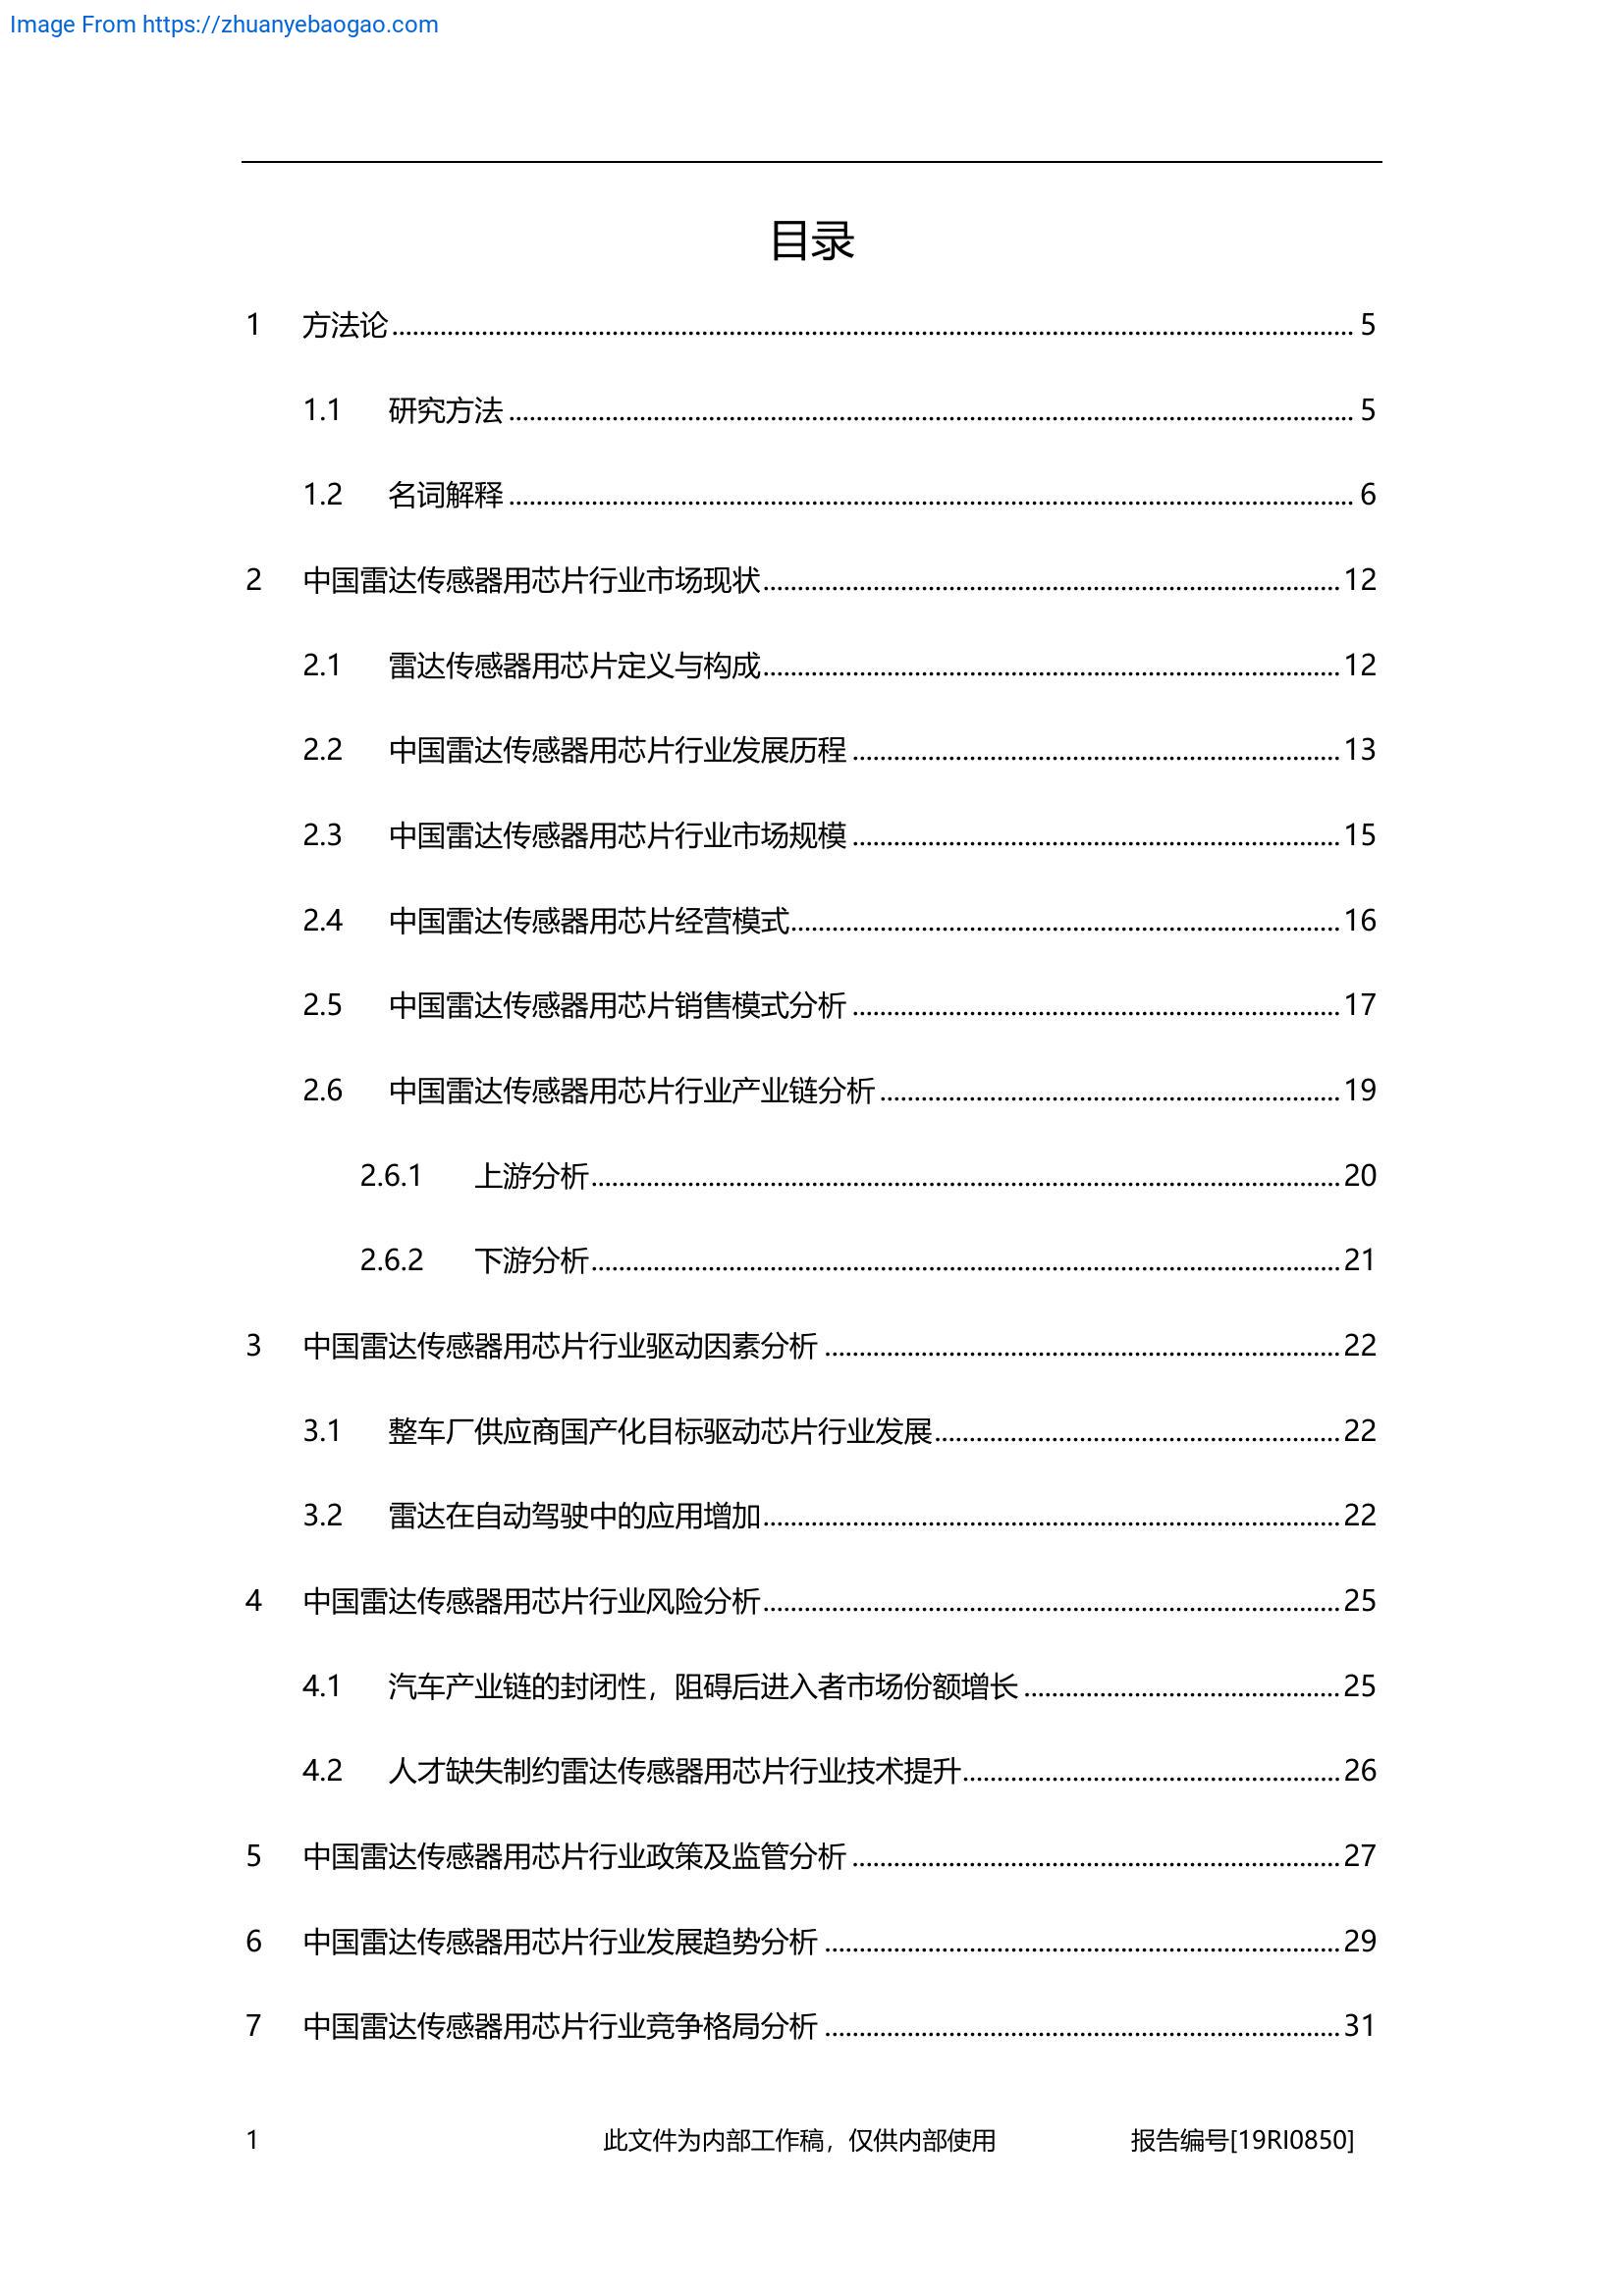 Image From https://zhuanyebaogao.com
目录
1 方法论 5
1.1 研究方法 5
1.2 名词解释 6
2 中国雷达传感器用芯片行业市场现状 12
2.1 雷达传感器用芯片定义与构成 12
2.2 中国雷达传感器用芯片行业发展历程 13
2.3 中国雷达传感器用芯片行业市场规模 15
2.4 中国雷达传感器用芯片经营模式 16
2.5 中国雷达传感器用芯片销售模式分析 17
2.6 中国雷达传感器用芯片行业产业链分析 19
2.6.1 上游分析 20
2.6.2 下游分析 21
3 中国雷达传感器用芯片行业驱动因素分析 22
3.1 整车厂供应商国产化目标驱动芯片行业发展 22
3.2 雷达在自动驾驶中的应用增加 22
4 中国雷达传感器用芯片行业风险分析 25
4.1 汽车产业链的封闭性，阻碍后进入者市场份额增长 25
4.2 人才缺失制约雷达传感器用芯片行业技术提升 26
5 中国雷达传感器用芯片行业政策及监管分析 27
6 中国雷达传感器用芯片行业发展趋势分析 29
7 中国雷达传感器用芯片行业竞争格局分析 31
1 此文件为内部工作稿，仅供内部使用 报告编号[19RI0850]